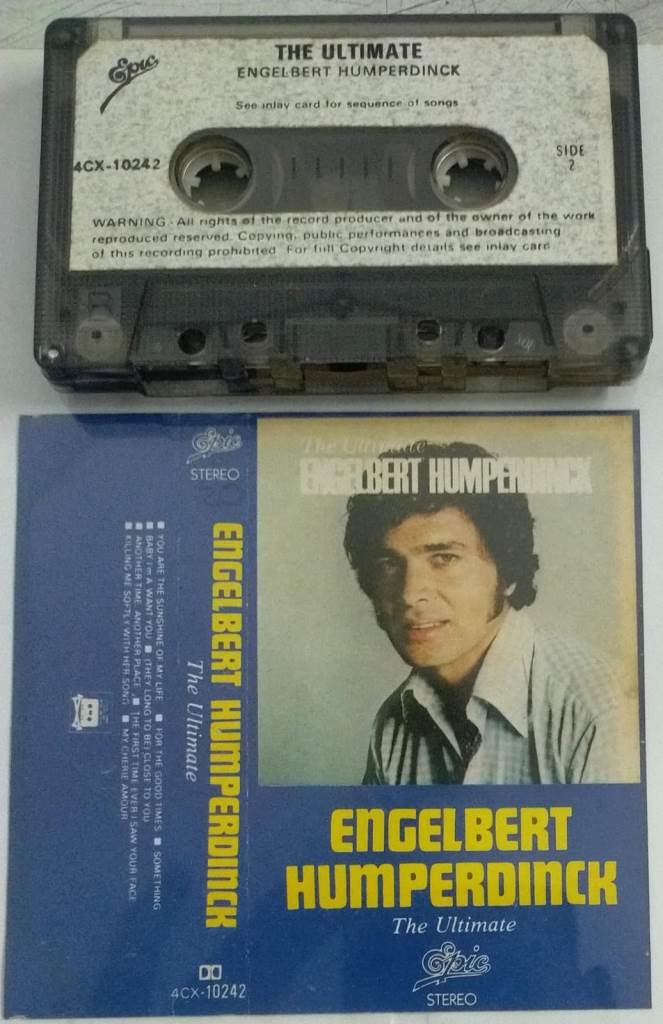 Epic
THE ULTIMATE
ENGELBERT HUMPERDINCK
See inlay card for sequence of songs
4CX-10242
SIDE
2
WARNING - All rights of the record producer and of the owner of the work
reproduced reserved. Copying, public performances and broadcasting
of this recording prohibited. For full Copyright details see inlay card
Epic
STEREO
ENGELBERT HUMPERDINCK
The Ultimate
■ YOU ARE THE SUNSHINE OF MY LIFE ■ FOR THE GOOD TIMES ■ SOMETHING
■ BABY I'm A WANT YOU ■ (THEY LONG TO BE) CLOSE TO YOU
■ ANOTHER TIME, ANOTHER PLACE ■ THE FIRST TIME EVER I SAW YOUR FACE
■ KILLING ME SOFTLY WITH HER SONG ■ MY CHERIE AMOUR
4CX-10242
The Ultimate
ENGELBERT HUMPERDINCK
ENGELBERT
HUMPERDINCK
The Ultimate
Epic
STEREO